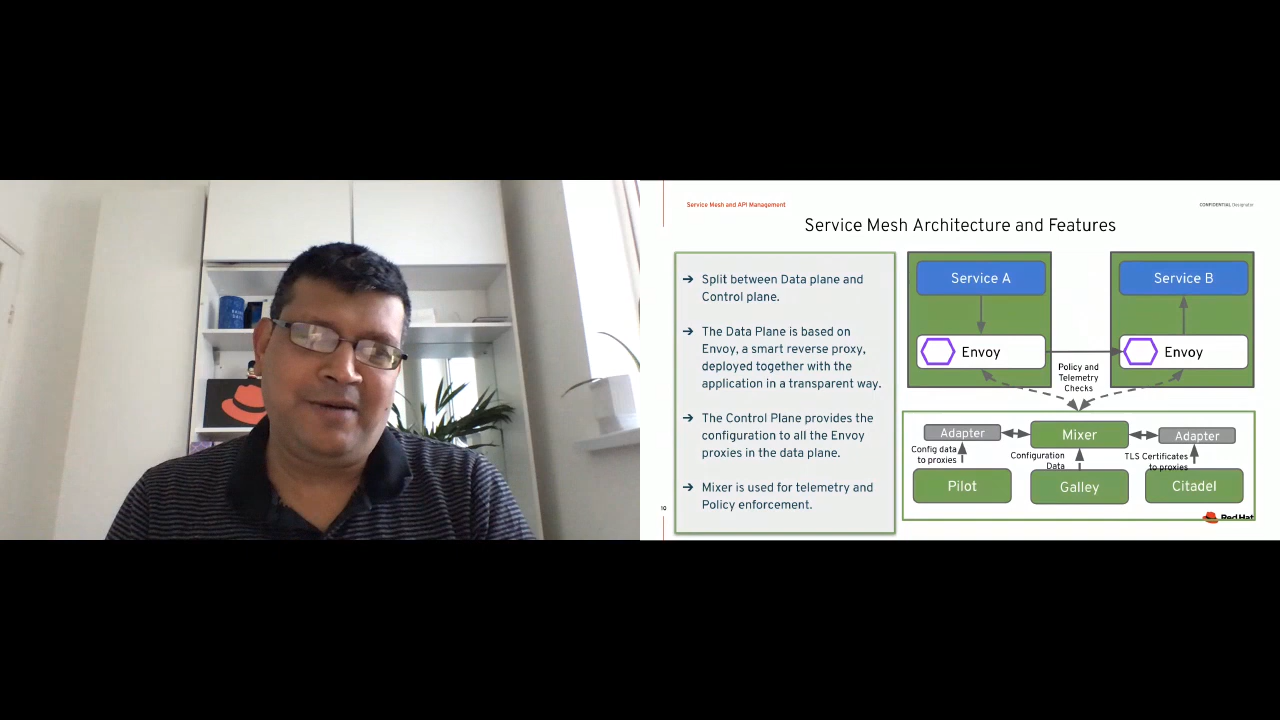 Service Mesh and API Management
CONFIDENTIAL Designator
Service Mesh Architecture and Features
➔ Split between Data plane and
Control plane.
➔ The Data Plane is based on
Envoy, a smart reverse proxy,
deployed together with the
application in a transparent way.
➔ The Control Plane provides the
configuration to all the Envoy
proxies in the data plane.
➔ Mixer is used for telemetry and
Policy enforcement.
Service A
Service B
Envoy
Envoy
Policy and
Telemetry
Checks
Adapter
Mixer
Adapter
Config data
to proxies
Configuration
Data
TLS Certificates
to proxies
Pilot
Galley
Citadel
10
Red Hat